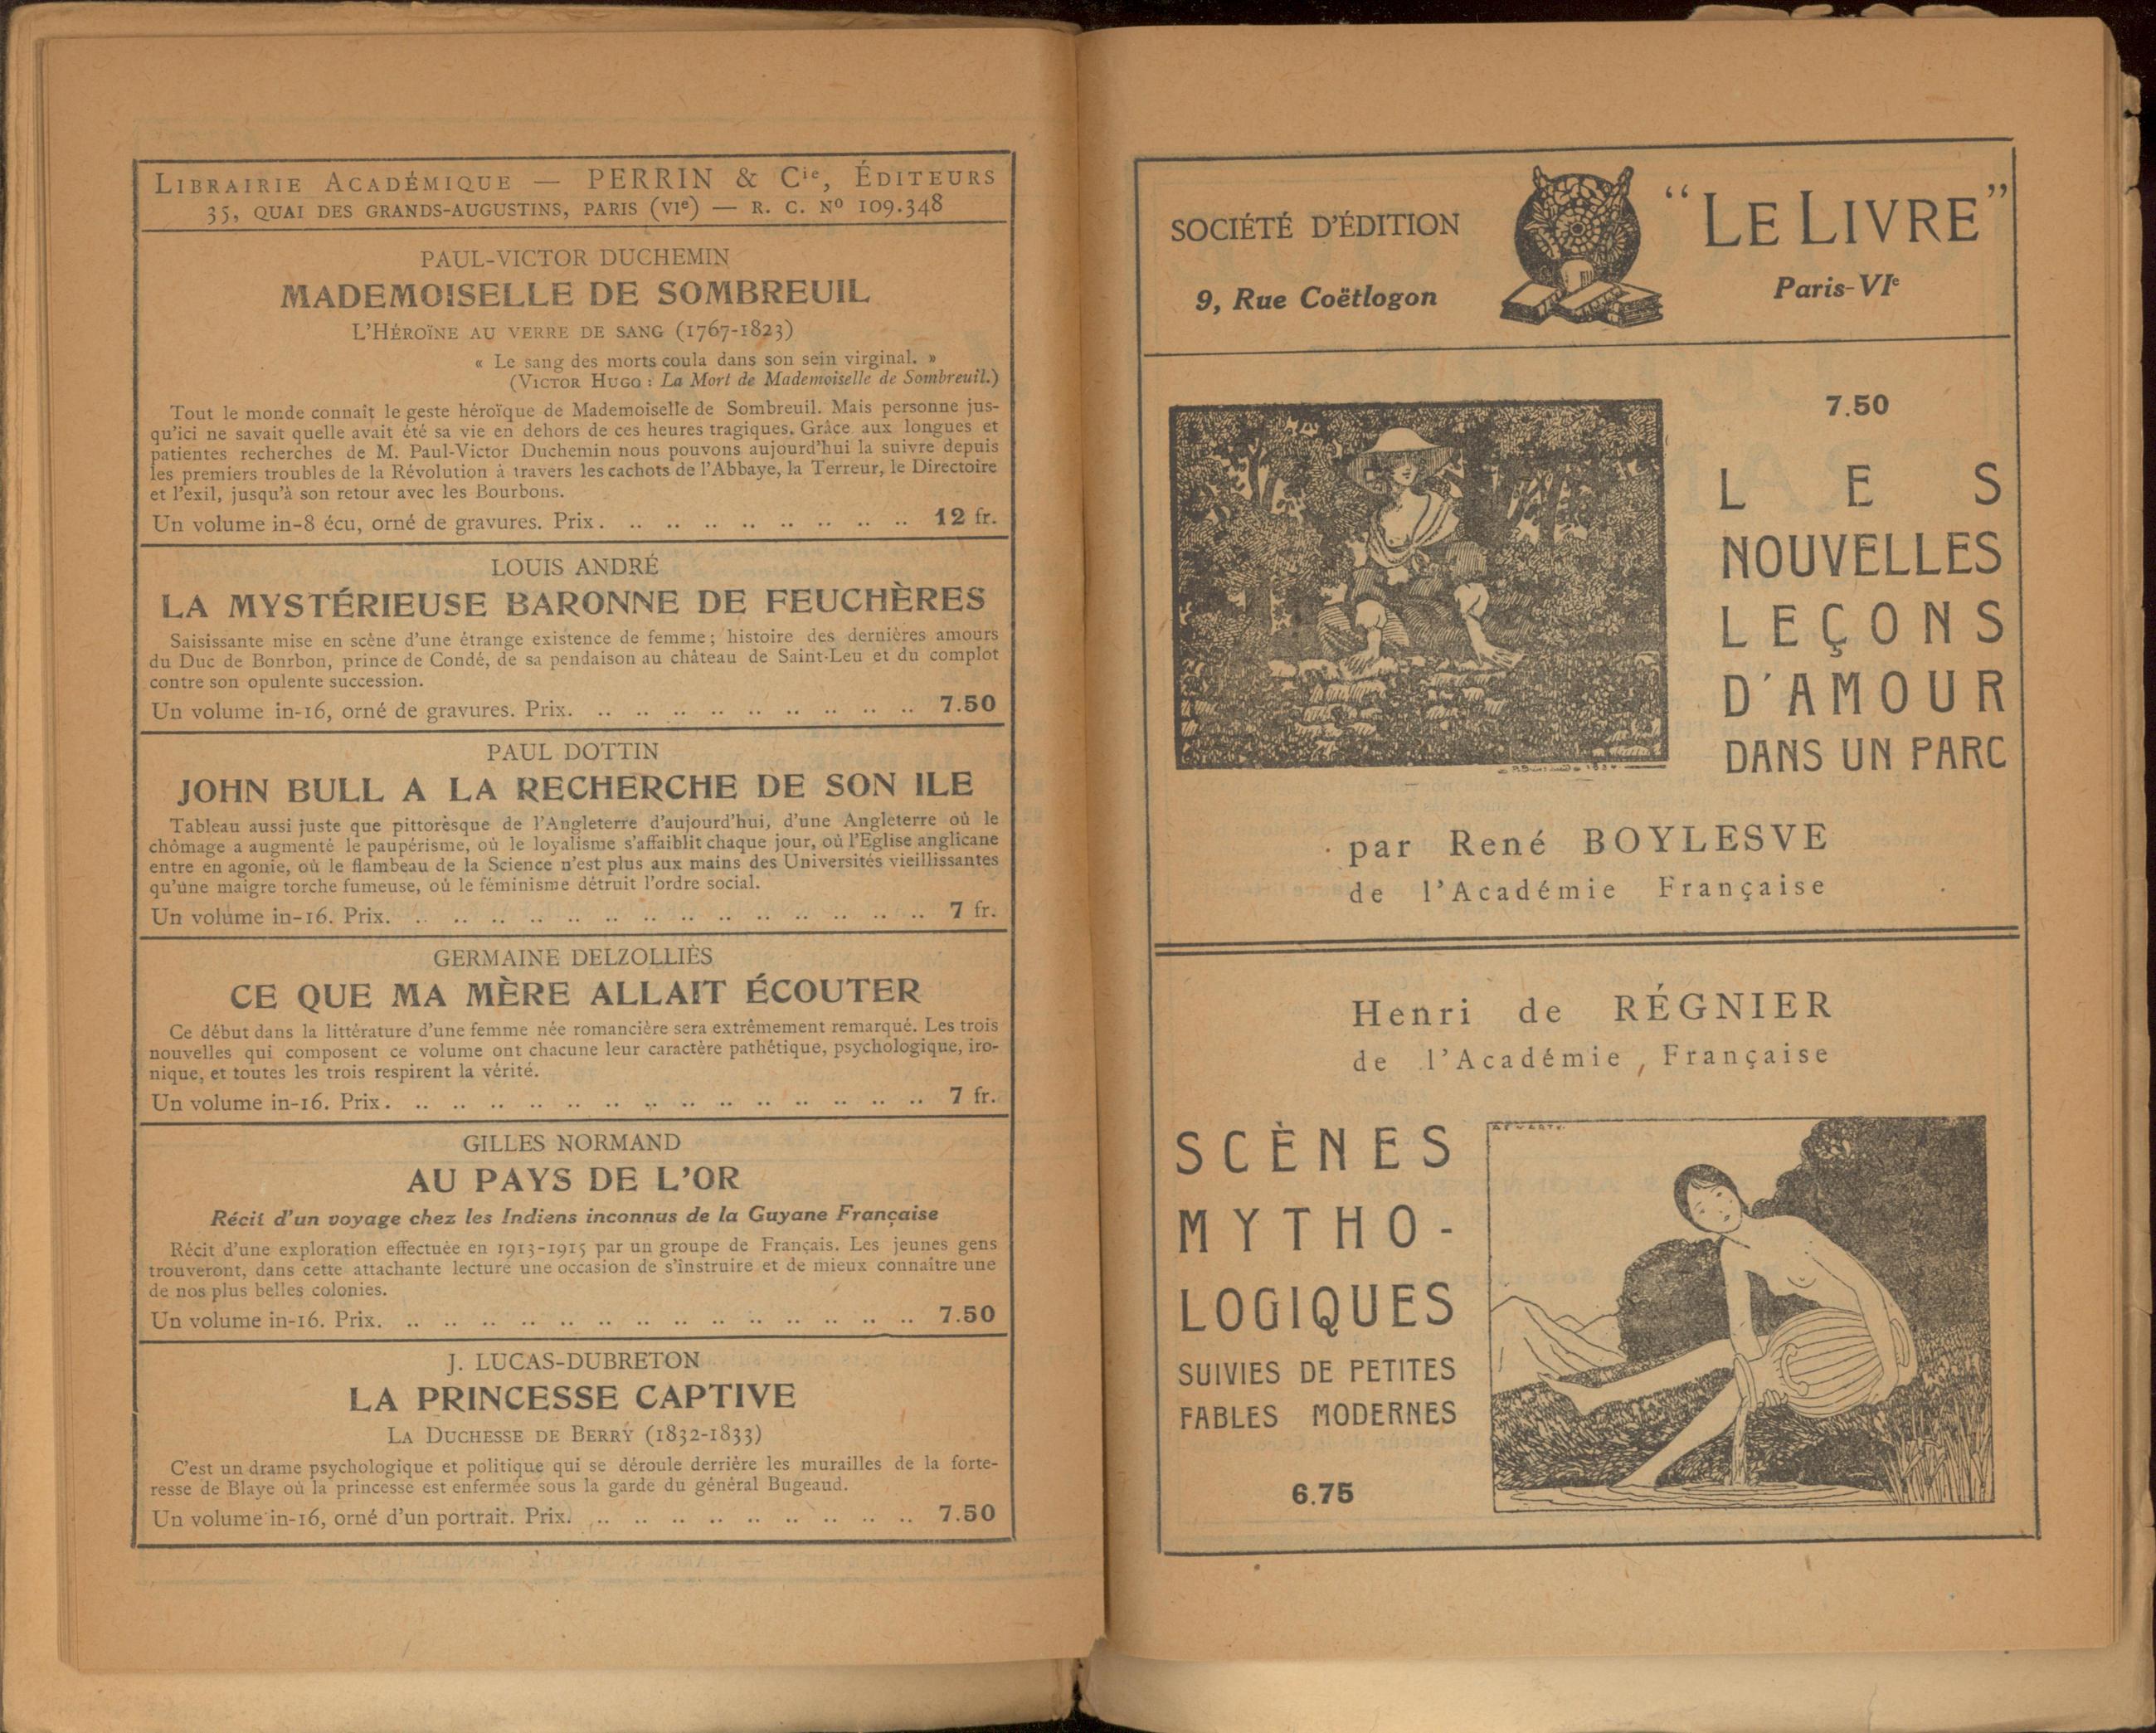 LIBRAIRIE ACADÉMIQUE — PERRIN & Cie, ÉDITEURS
35, QUAI DES GRANDS-AUGUSTINS, PARIS (VIe) — R. C. No 109.348
PAUL-VICTOR DUCHEMIN
MADEMOISELLE DE SOMBREUIL
L'HÉROÏNE AU VERRE DE SANG (1767-1823)
« Le sang des morts coula dans son sein virginal. »
(VICTOR HUGO : La Mort de Mademoiselle de Sombreuil.)
Tout le monde connaît le geste héroïque de Mademoiselle de Sombreuil. Mais personne jus-
qu'ici ne savait quelle avait été sa vie en dehors de ces heures tragiques. Grâce aux longues et
patientes recherches de M. Paul-Victor Duchemin nous pouvons aujourd'hui la suivre depuis
les premiers troubles de la Révolution à travers les cachots de l'Abbaye, la Terreur, le Directoire
et l'exil, jusqu'à son retour avec les Bourbons.
Un volume in-8 écu, orné de gravures. Prix. .. .. .. .. .. .. .. .. 12 fr.
LOUIS ANDRÉ
LA MYSTÉRIEUSE BARONNE DE FEUCHÈRES
Saisissante mise en scène d'une étrange existence de femme; histoire des dernières amours
du Duc de Bonrbon, prince de Condé, de sa pendaison au château de Saint-Leu et du complot
contre son opulente succession.
Un volume in-16, orné de gravures. Prix. .. .. .. .. .. .. .. .. .. 7.50
PAUL DOTTIN
JOHN BULL A LA RECHERCHE DE SON ILE
Tableau aussi juste que pittoresque de l'Angleterre d'aujourd'hui, d'une Angleterre où le
chômage a augmenté le paupérisme, où le loyalisme s'affaiblit chaque jour, où l'Eglise anglicane
entre en agonie, où le flambeau de la Science n'est plus aux mains des Universités vieillissantes
qu'une maigre torche fumeuse, où le féminisme détruit l'ordre social.
Un volume in-16. Prix. .. .. .. .. .. .. .. .. .. .. .. .. .. .. 7 fr.
GERMAINE DELZOLLIÈS
CE QUE MA MÈRE ALLAIT ÉCOUTER
Ce début dans la littérature d'une femme née romancière sera extrêmement remarqué. Les trois
nouvelles qui composent ce volume ont chacune leur caractère pathétique, psychologique, iro-
nique, et toutes les trois respirent la vérité.
Un volume in-16. Prix. .. .. .. .. .. .. .. .. .. .. .. .. .. .. 7 fr.
GILLES NORMAND
AU PAYS DE L'OR
Récit d'un voyage chez les Indiens inconnus de la Guyane Française
Récit d'une exploration effectuée en 1913-1915 par un groupe de Français. Les jeunes gens
trouveront, dans cette attachante lecture une occasion de s'instruire et de mieux connaître une
de nos plus belles colonies.
Un volume in-16. Prix. .. .. .. .. .. .. .. .. .. .. .. .. .. .. 7.50
J. LUCAS-DUBRETON
LA PRINCESSE CAPTIVE
LA DUCHESSE DE BERRY (1832-1833)
C'est un drame psychologique et politique qui se déroule derrière les murailles de la forte-
resse de Blaye où la princesse est enfermée sous la garde du général Bugeaud.
Un volume in-16, orné d'un portrait. Prix. .. .. .. .. .. .. .. .. .. 7.50
SOCIÉTÉ D'ÉDITION
9, Rue Coëtlogon
"LE LIVRE"
Paris-VIe
7.50
LES
NOUVELLES
LEÇONS
D'AMOUR
DANS UN PARC
par René BOYLESVE
de l'Académie Française
Henri de RÉGNIER
de l'Académie Française
SCÈNES
MYTHO-
LOGIQUES
SUIVIES DE PETITES
FABLES MODERNES
6.75